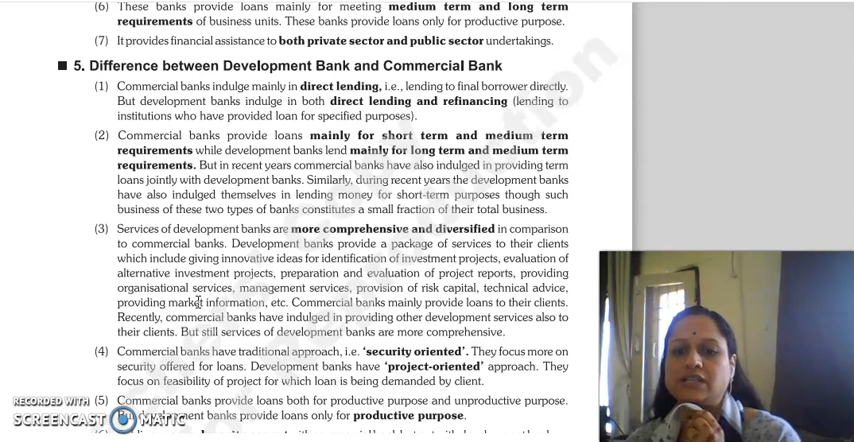 (6) These banks provide loans mainly for meeting medium term and long term
requirements of business units. These banks provide loans only for productive purpose.
(7) It provides financial assistance to both private sector and public sector undertakings.
■ 5. Difference between Development Bank and Commercial Bank
(1) Commercial banks indulge mainly in direct lending, i.e., lending to final borrower directly.
But development banks indulge in both direct lending and refinancing (lending to
institutions who have provided loan for specified purposes).
(2) Commercial banks provide loans mainly for short term and medium term
requirements while development banks lend mainly for long term and medium term
requirements. But in recent years commercial banks have also indulged in providing term
loans jointly with development banks. Similarly, during recent years the development banks
have also indulged themselves in lending money for short-term purposes though such
business of these two types of banks constitutes a small fraction of their total business.
(3) Services of development banks are more comprehensive and diversified in comparison
to commercial banks. Development banks provide a package of services to their clients
which include giving innovative ideas for identification of investment projects, evaluation of
alternative investment projects, preparation and evaluation of project reports, providing
organisational services, management services, provision of risk capital, technical advice,
providing market information, etc. Commercial banks mainly provide loans to their clients.
Recently, commercial banks have indulged in providing other development services also to
their clients. But still services of development banks are more comprehensive.
(4) Commercial banks have traditional approach, i.e. ‘security oriented’. They focus more on
security offered for loans. Development banks have ‘project-oriented’ approach. They
focus on feasibility of project for which loan is being demanded by client.
(5) Commercial banks provide loans both for productive purpose and unproductive purpose.
But development banks provide loans only for productive purpose.
RECORDED WITH
SCREENCAST MATIC